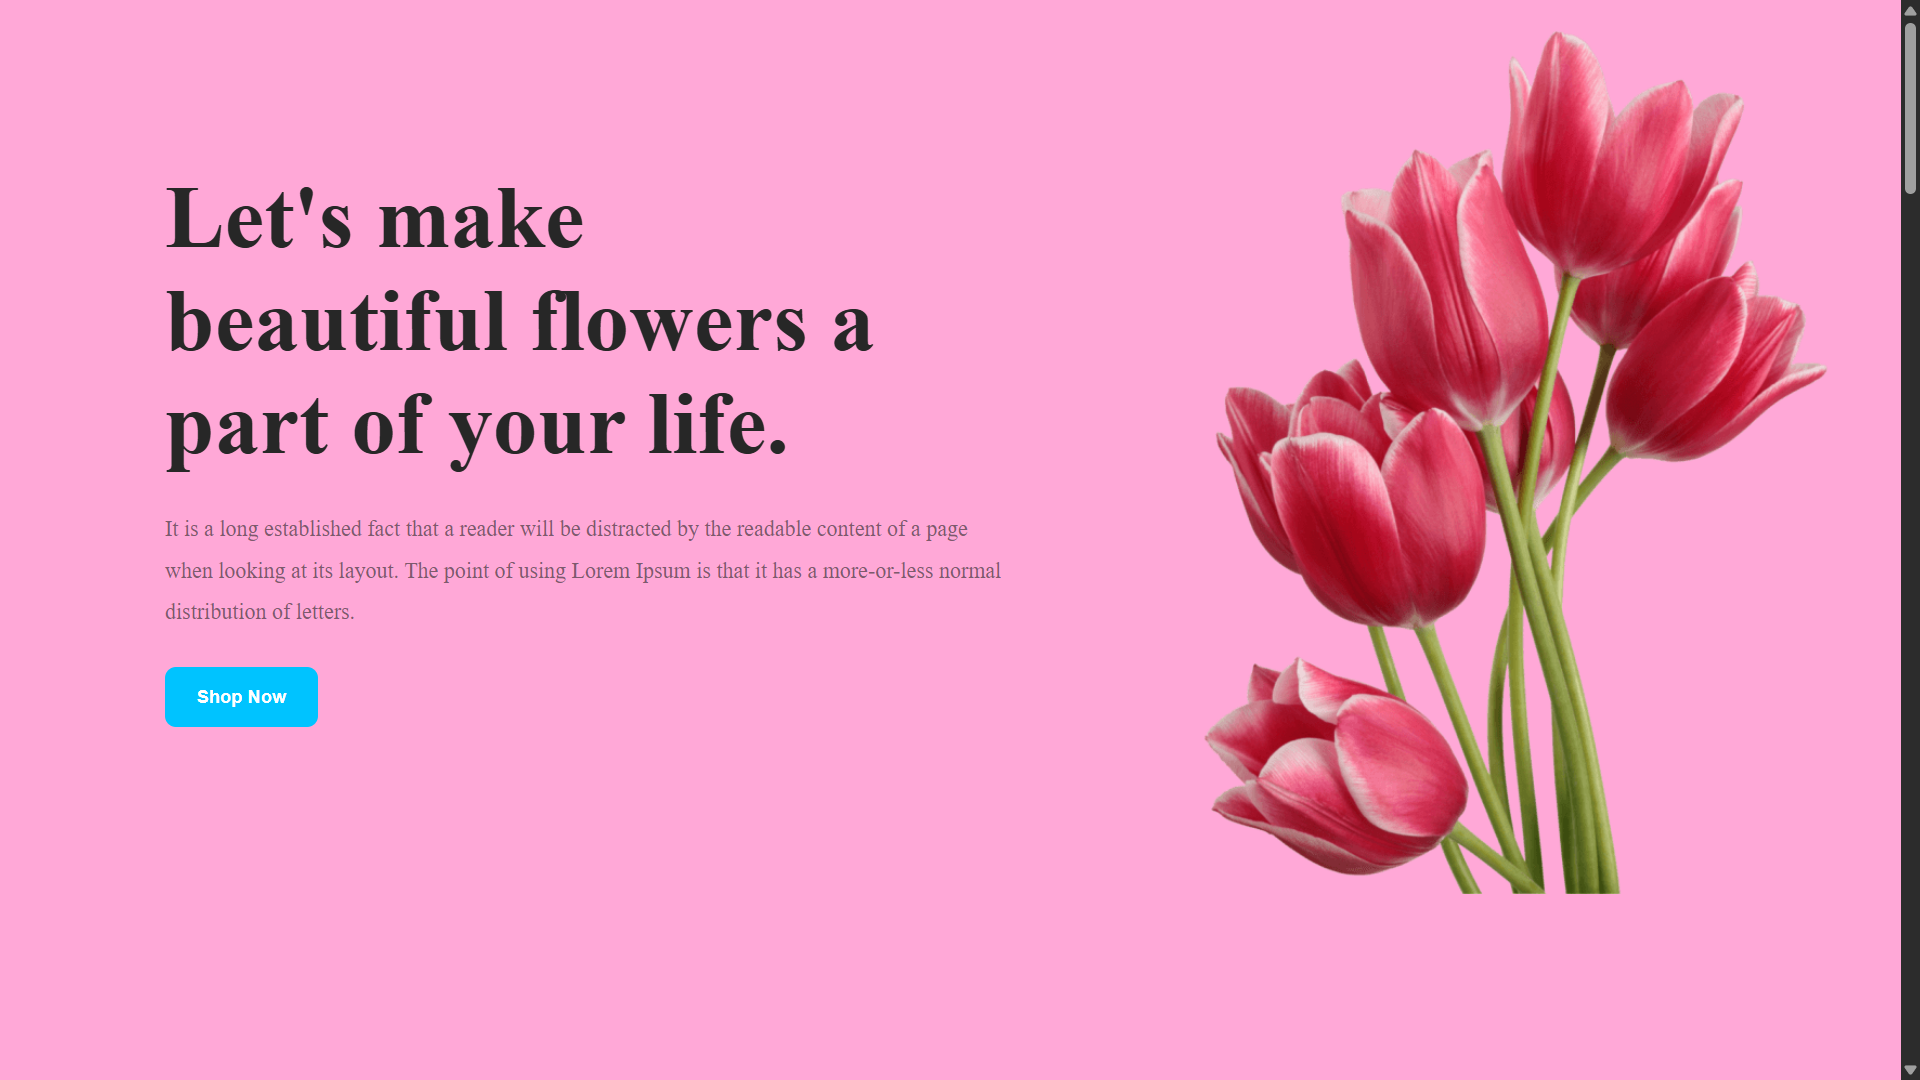 Let's make
beautiful flowers a
part of your life.
It is a long established fact that a reader will be distracted by the readable content of a page
when looking at its layout. The point of using Lorem Ipsum is that it has a more-or-less normal
distribution of letters.
Shop Now